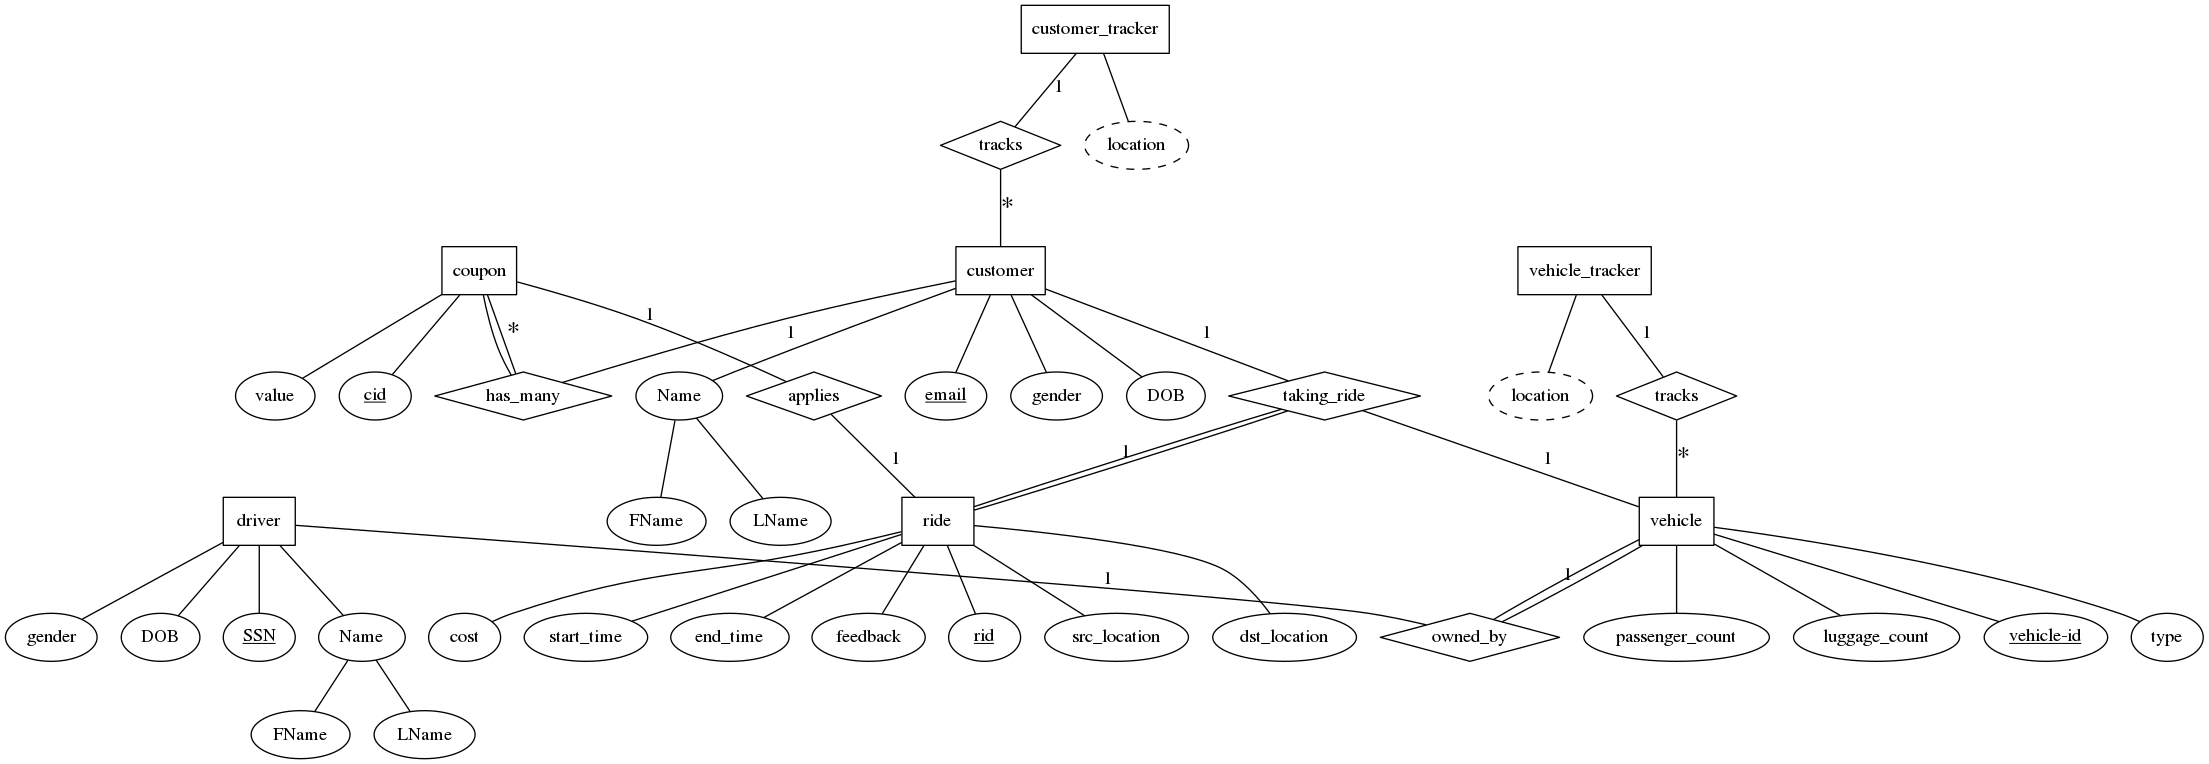 customer_tracker
1
tracks
location
*
coupon
customer
vehicle_tracker
1
*
1
1
1
value
cid
has_many
Name
applies
email
gender
DOB
taking_ride
location
tracks
1
1
1
*
driver
FName
LName
ride
vehicle
1
1
gender
DOB
SSN
Name
cost
start_time
end_time
feedback
rid
src_location
dst_location
owned_by
passenger_count
luggage_count
vehicle-id
type
FName
LName